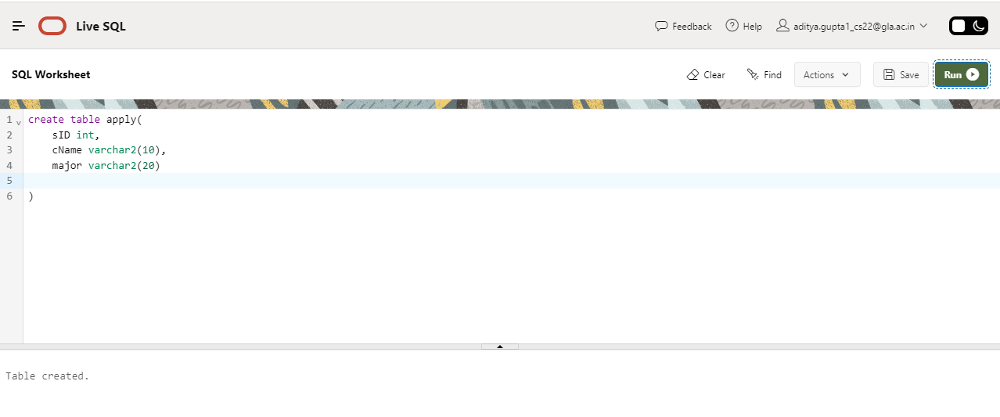 Live SQL
Feedback
Help
aditya.gupta1_cs22@gla.ac.in
SQL Worksheet
Clear
Find
Actions
Save
Run
1 create table apply(
2 sID int,
3 cName varchar2(10),
4 major varchar2(20)
5
6 )
Table created.